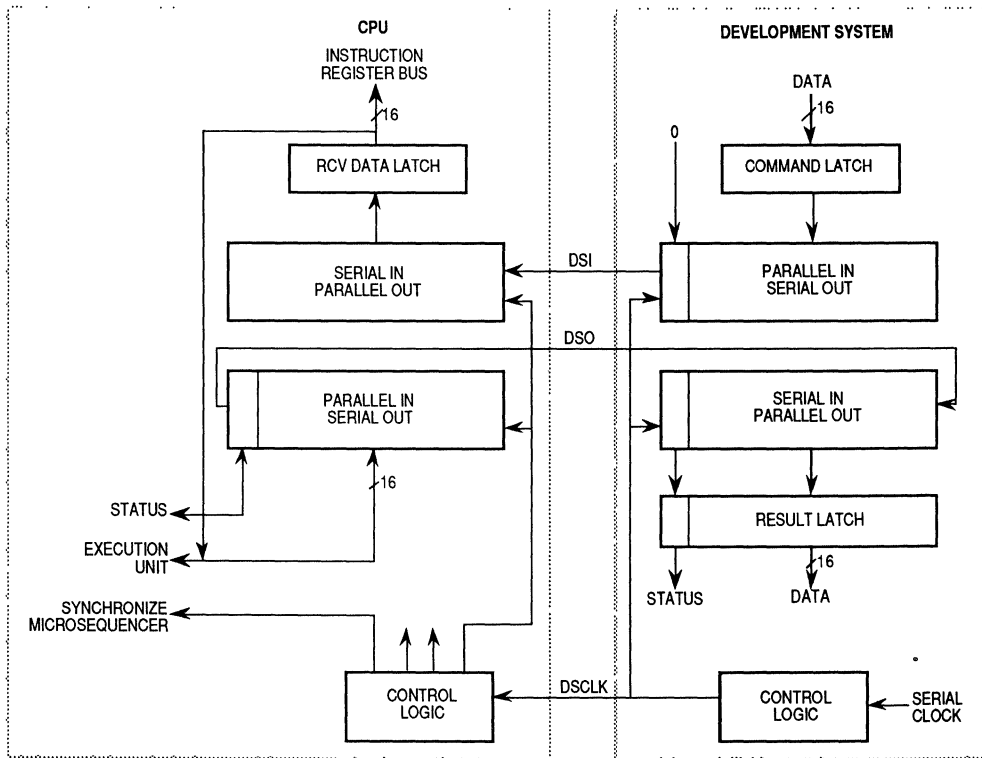 CPU
INSTRUCTION
REGISTER BUS
16
RCV DATA LATCH
SERIAL IN
PARALLEL OUT
PARALLEL IN
SERIAL OUT
16
STATUS
EXECUTION
UNIT
SYNCHRONIZE
MICROSEQUENCER
CONTROL
LOGIC
DSI
DSO
DSCLK
DEVELOPMENT SYSTEM
DATA
16
0
COMMAND LATCH
PARALLEL IN
SERIAL OUT
SERIAL IN
PARALLEL OUT
RESULT LATCH
16
STATUS
DATA
CONTROL
LOGIC
SERIAL
CLOCK